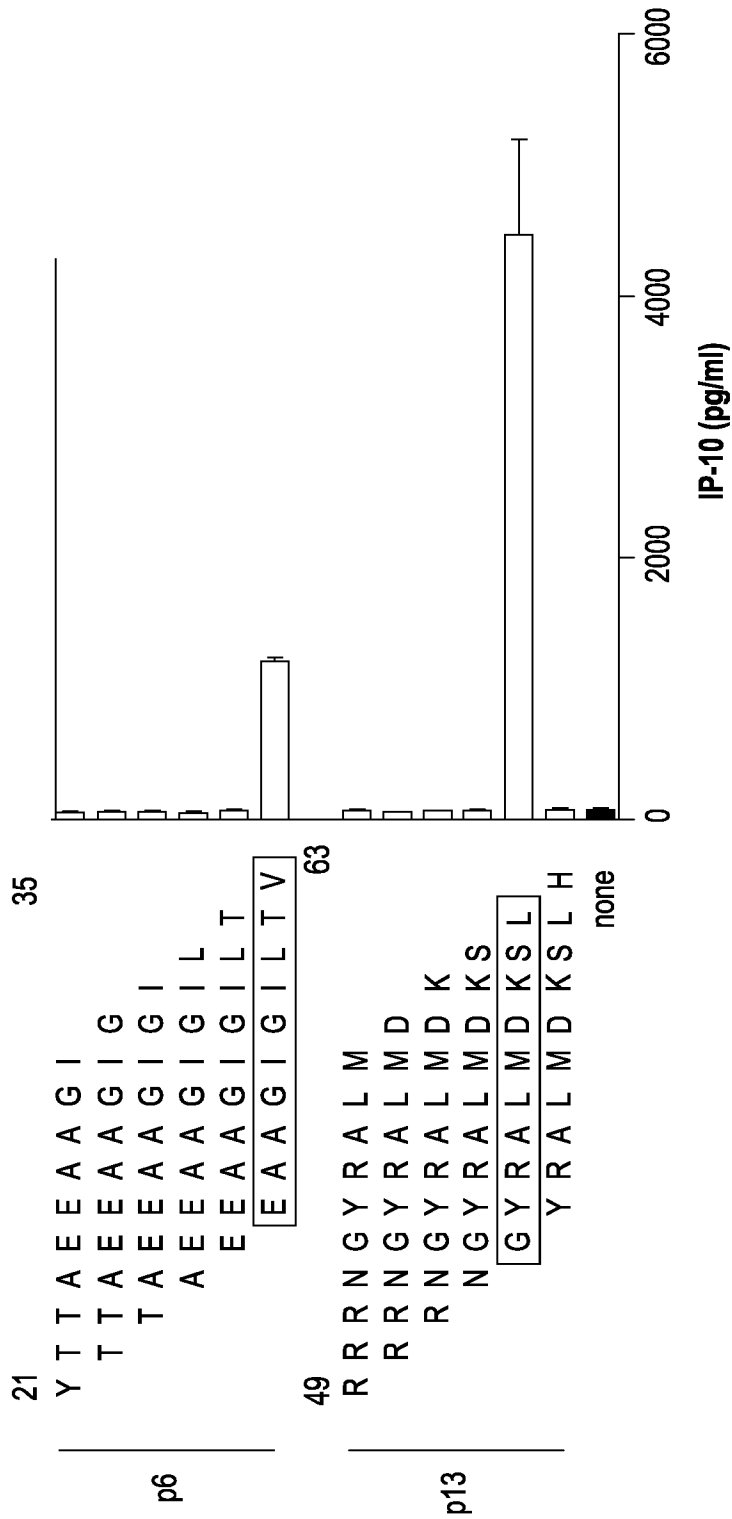 21 35
Y T T A E E A A G I
T T A E E A A G I G
T A E E A A G I G I
A E E A A G I G I L
E E A A G I G I L T
E A A G I G I L T V
p6
49 63
R R R N G Y R A L M
R R N G Y R A L M D
R N G Y R A L M D K
N G Y R A L M D K S
G Y R A L M D K S L
Y R A L M D K S L H
p13
none
0 2000 4000 6000
IP-10 (pg/ml)